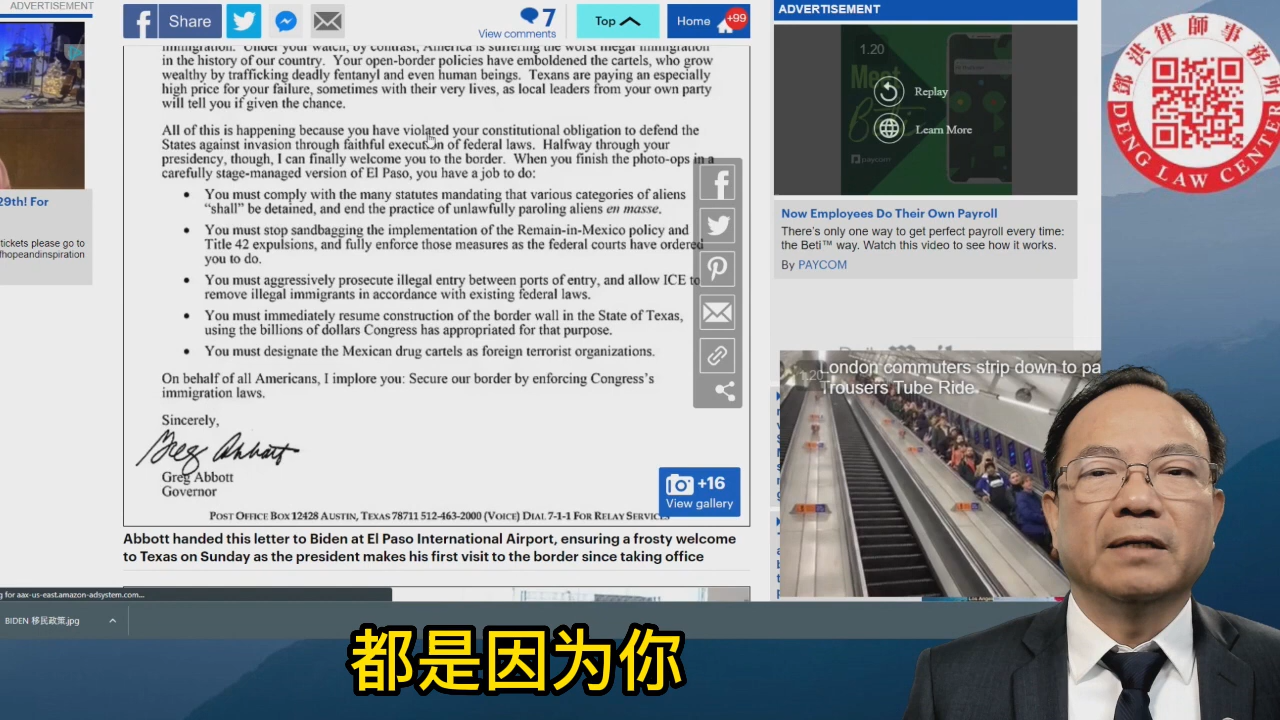 ADVERTISEMENT
29th! For
tickets please go to
fhopeandinspiration
Share
7
View comments
Top
Home
+99
immigration. Under your watch, by contrast, America is suffering the worst illegal immigration
in the history of our country. Your open-border policies have emboldened the cartels, who grow
wealthy by trafficking deadly fentanyl and even human beings. Texans are paying an especially
high price for your failure, sometimes with their very lives, as local leaders from your own party
will tell you if given the chance.
All of this is happening because you have violated your constitutional obligation to defend the
States against invasion through faithful execution of federal laws. Halfway through your
presidency, though, I can finally welcome you to the border. When you finish the photo-ops in a
carefully stage-managed version of El Paso, you have a job to do:
• You must comply with the many statutes mandating that various categories of aliens
“shall” be detained, and end the practice of unlawfully paroling aliens en masse.
• You must stop sandbagging the implementation of the Remain-in-Mexico policy and
Title 42 expulsions, and fully enforce those measures as the federal courts have ordered
you to do.
• You must aggressively prosecute illegal entry between ports of entry, and allow ICE to
remove illegal immigrants in accordance with existing federal laws.
• You must immediately resume construction of the border wall in the State of Texas,
using the billions of dollars Congress has appropriated for that purpose.
• You must designate the Mexican drug cartels as foreign terrorist organizations.
On behalf of all Americans, I implore you: Secure our border by enforcing Congress’s
immigration laws.
Sincerely,
Greg Abbott
Greg Abbott
Governor
+16
View gallery
POST OFFICE BOX 12428 AUSTIN, TEXAS 78711 512-463-2000 (VOICE) DIAL 7-1-1 FOR RELAY SERVICES
Abbott handed this letter to Biden at El Paso International Airport, ensuring a frosty welcome
to Texas on Sunday as the president makes his first visit to the border since taking office
ADVERTISEMENT
1.20
Meet
Replay
Learn More
paycom
Now Employees Do Their Own Payroll
There’s only one way to get perfect payroll every time:
the Beti™ way. Watch this video to see how it works.
By PAYCOM
1:20
London commuters strip down to pa
Trousers Tube Ride
鄧洪律師事務所
DENG LAW CENTER
g for aax-us-east.amazon-adsystem.com...
BIDEN 移民政策.jpg
都是因为你